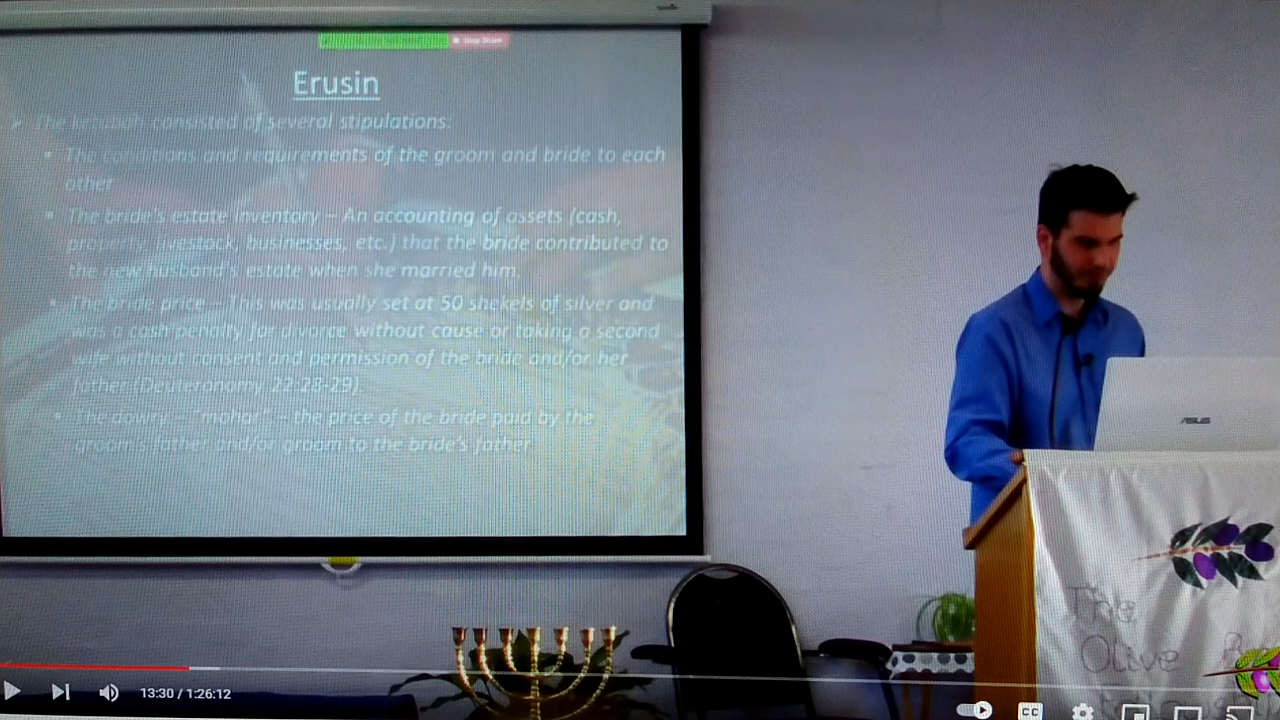 Stop Share
Erusin
The ketubah consisted of several stipulations:
The conditions and requirements of the groom and bride to each
other
The bride's estate inventory – An accounting of assets (cash,
property, livestock, businesses, etc.) that the bride contributed to
the new husband's estate when she married him.
The bride price – This was usually set at 50 shekels of silver and
was a cash penalty for divorce without cause or taking a second
wife without consent and permission of the bride and/or her
father (Deuteronomy 22:28-29)
The dowry – "mohar" – the price of the bride paid by the
groom's father and/or groom to the bride's father
ASUS
The
Olive
13:30 / 1:26:12
CC